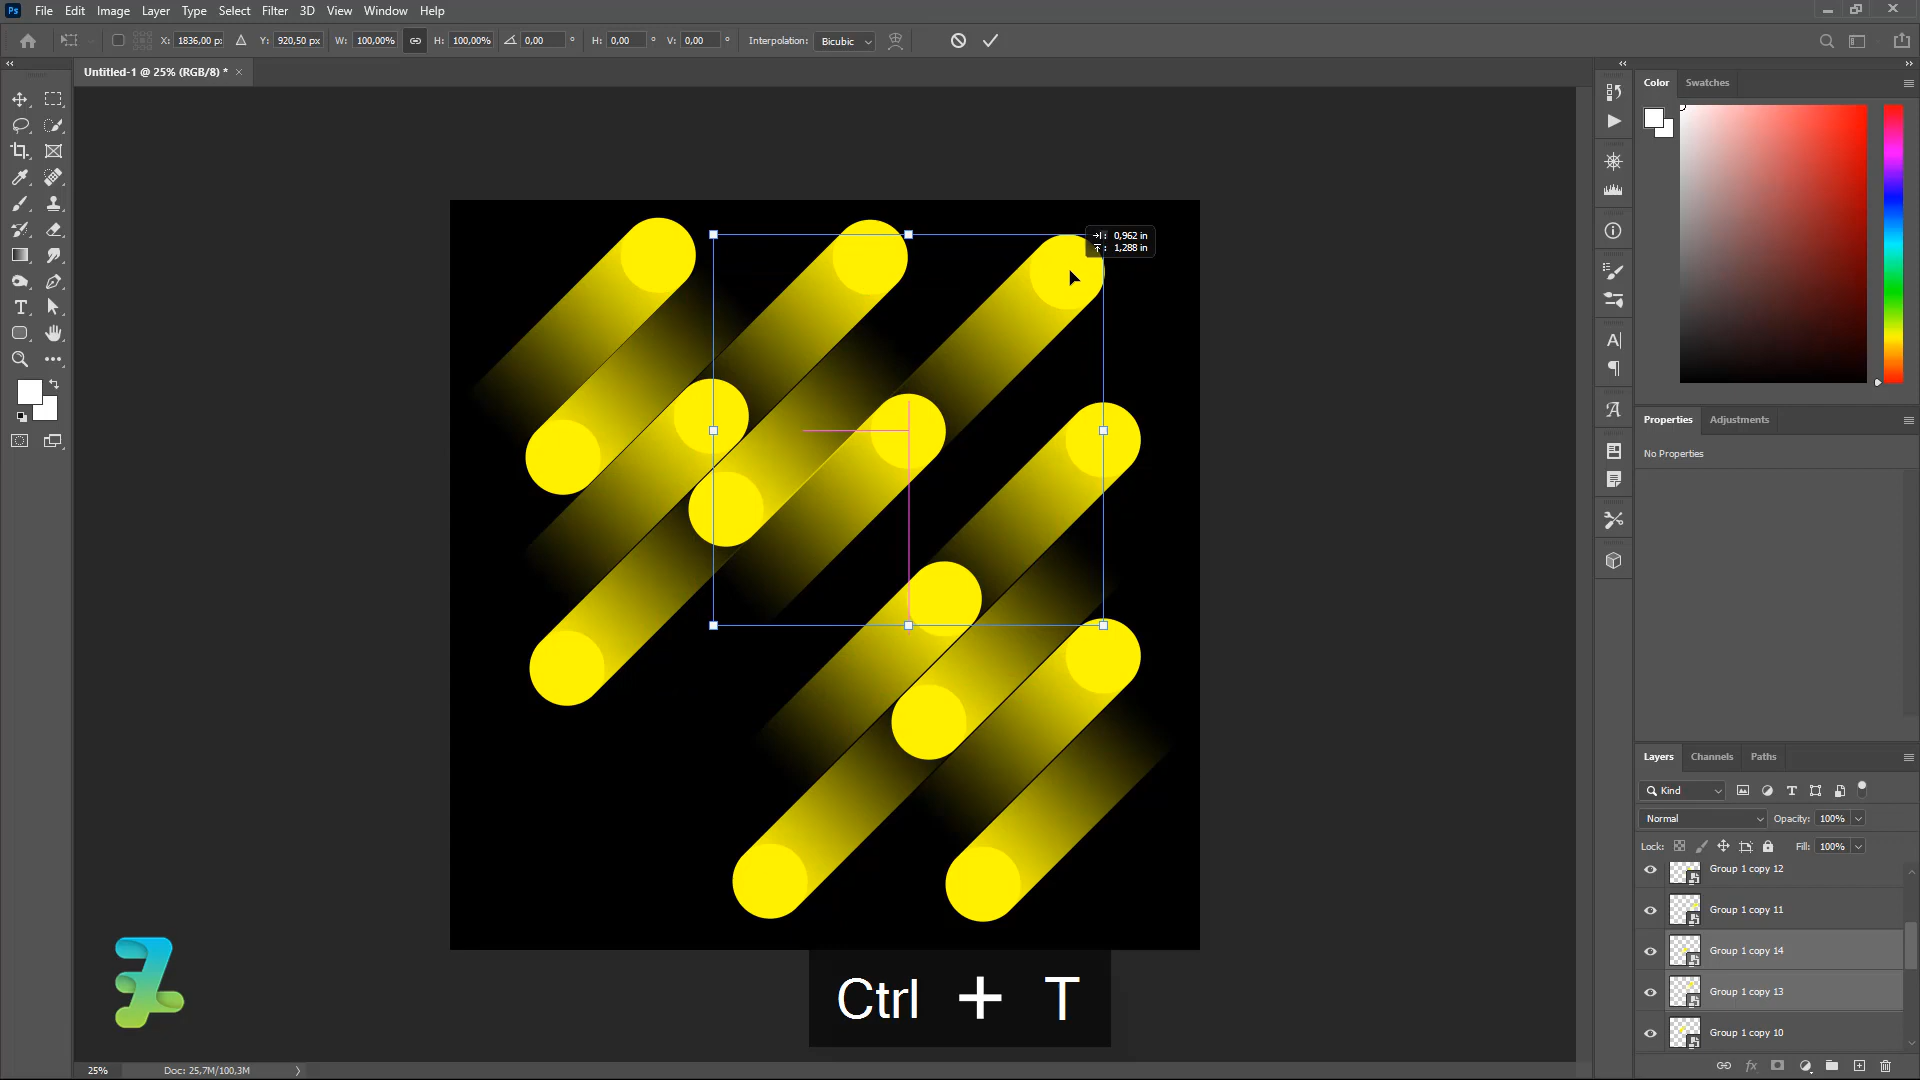 Ps File Edit Image Layer Type Select Filter 3D View Window Help
X: 1836,00 px Y: 920,50 px W: 100,00% H: 100,00% 0,00 ° H: 0,00 ° V: 0,00 ° Interpolation: Bicubic
Untitled-1 @ 25% (RGB/8) * ×
Color Swatches
0,962 in
1,288 in
Properties Adjustments
No Properties
Layers Channels Paths
Kind
Normal Opacity: 100%
Lock: Fill: 100%
Group 1 copy 12
Group 1 copy 11
Group 1 copy 14
Group 1 copy 13
Group 1 copy 10
Ctrl + T
25% Doc: 25,7M/100,3M